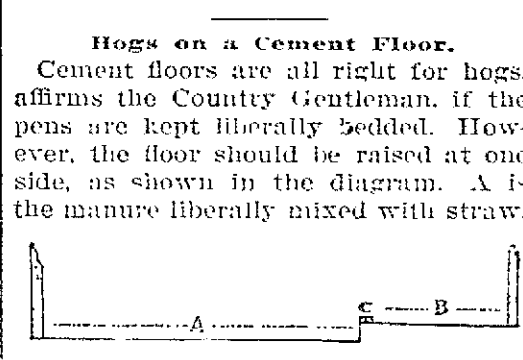 Hogs on a Cement Floor.
Cement floors are all right for hogs,
affirms the Country Gentleman, if the
pens are kept liberally bedded. How-
ever, the floor should be raised at one
side, as shown in the diagram. A is
the manure liberally mixed with straw.
C B
A